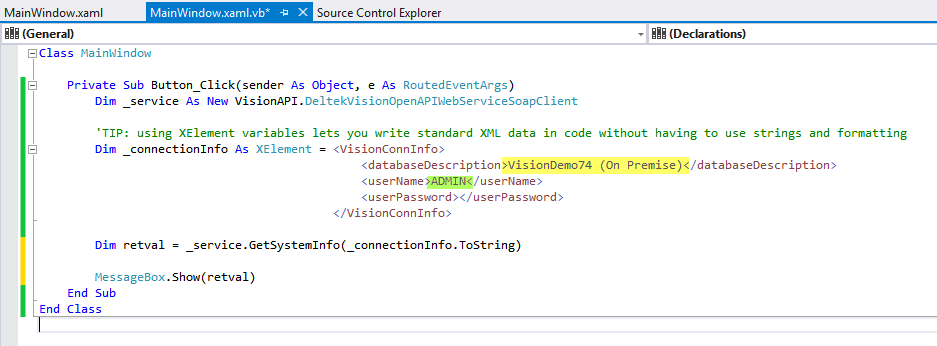 MainWindow.xaml MainWindow.xaml.vb* Source Control Explorer
(General) (Declarations)
Class MainWindow
Private Sub Button_Click(sender As Object, e As RoutedEventArgs)
Dim _service As New VisionAPI.DeltekVisionOpenAPIWebServiceSoapClient
'TIP: using XElement variables lets you write standard XML data in code without having to use strings and formatting
Dim _connectionInfo As XElement = <VisionConnInfo>
<databaseDescription>VisionDemo74 (On Premise)</databaseDescription>
<userName>ADMIN</userName>
<userPassword></userPassword>
</VisionConnInfo>
Dim retval = _service.GetSystemInfo(_connectionInfo.ToString)
MessageBox.Show(retval)
End Sub
End Class